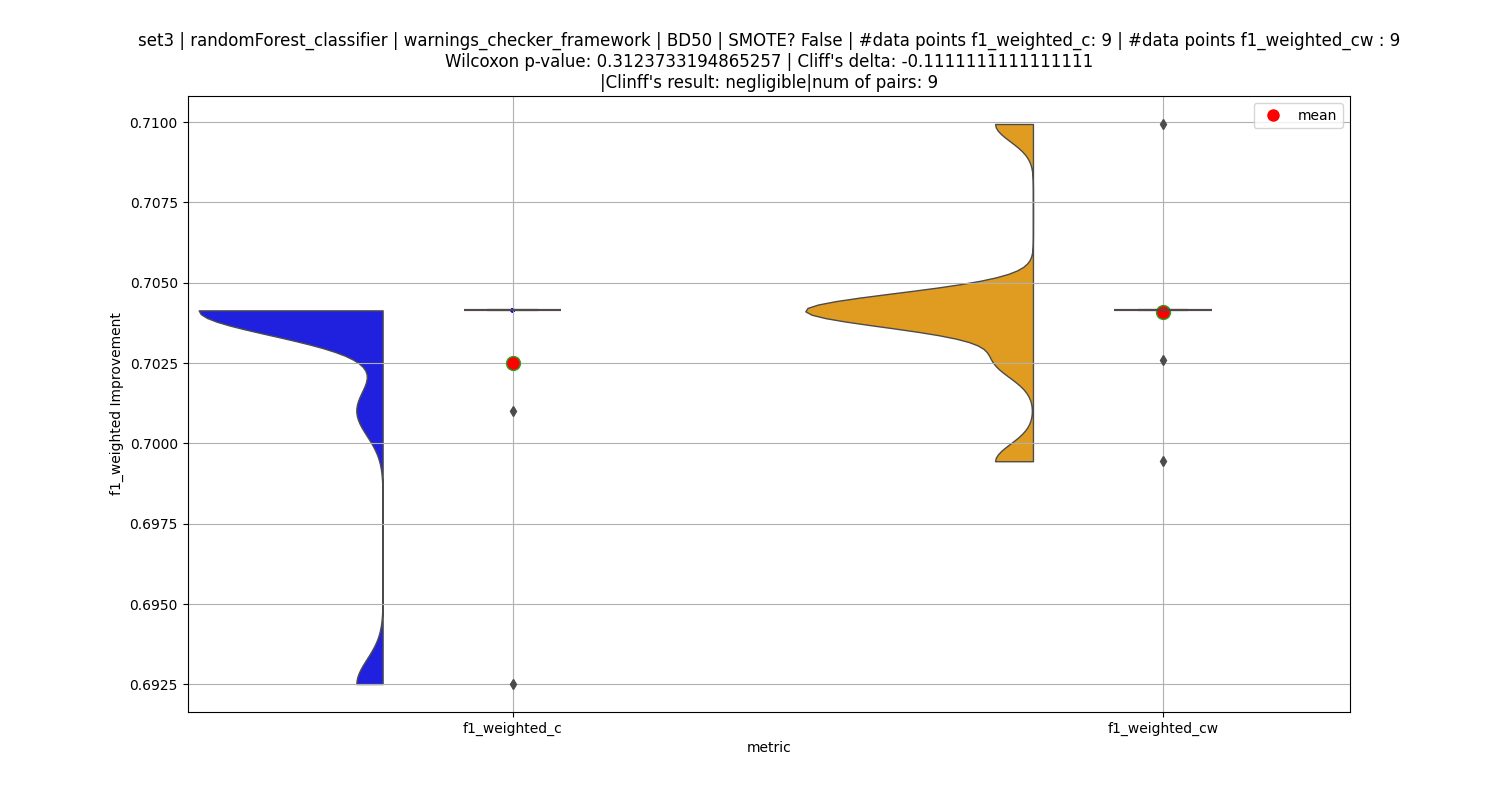 set3 | randomForest_classifier | warnings_checker_framework | BD50 | SMOTE? False | #data points f1_weighted_c: 9 | #data points f1_weighted_cw : 9
Wilcoxon p-value: 0.3123733194865257 | Cliff's delta: -0.1111111111111111
|Clinff's result: negligible|num of pairs: 9
mean
0.7100
0.7075
0.7050
0.7025
0.7000
0.6975
0.6950
0.6925
f1_weighted Improvement
f1_weighted_c
f1_weighted_cw
metric